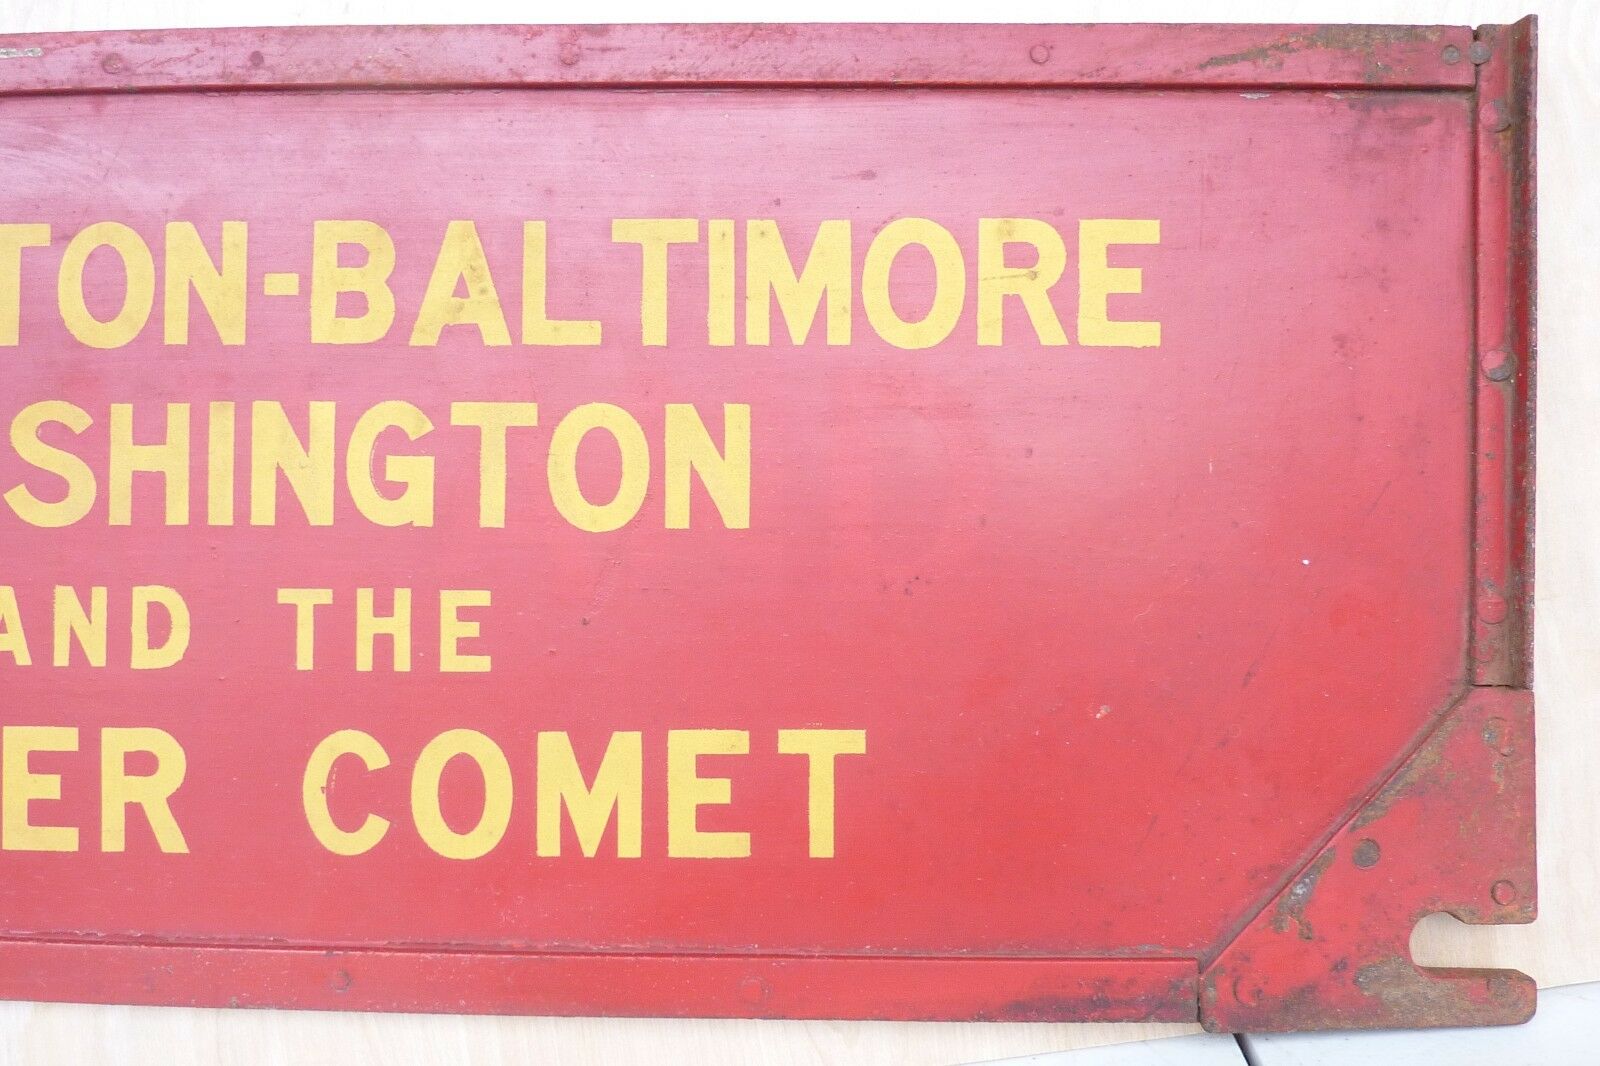 TON-BALTIMORE
SHINGTON
AND THE
ER COMET